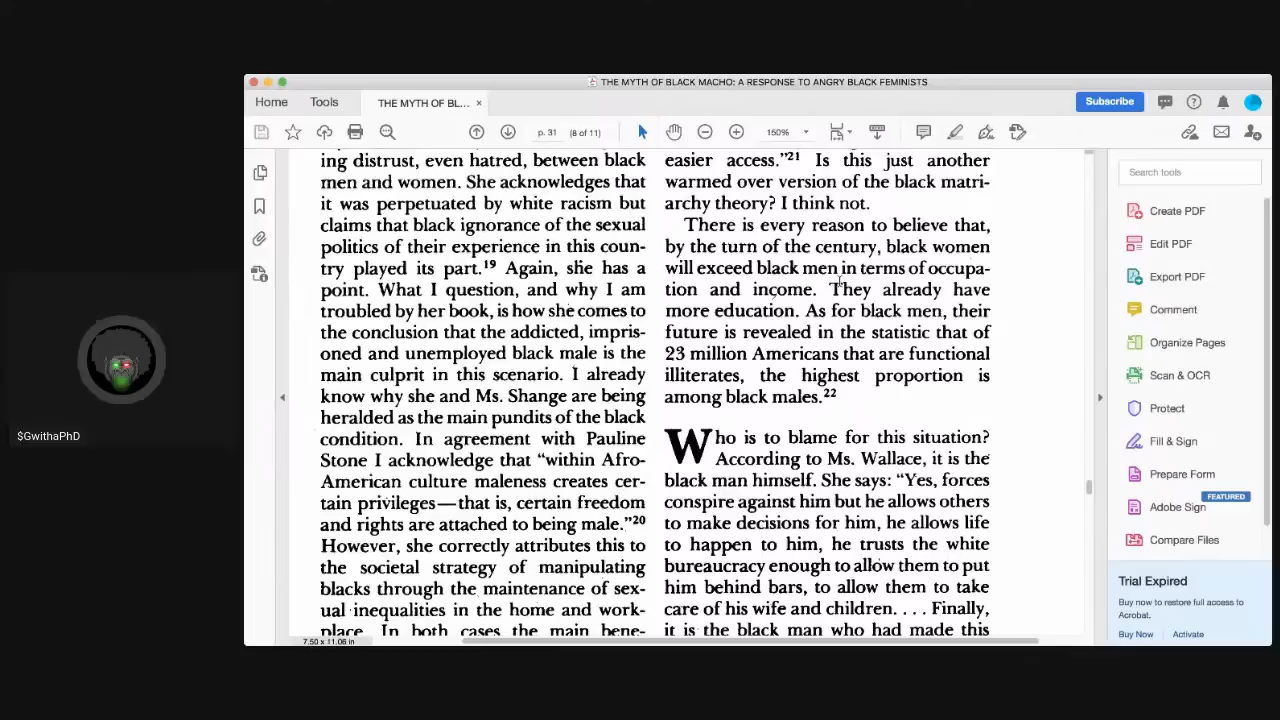 THE MYTH OF BLACK MACHO: A RESPONSE TO ANGRY BLACK FEMINISTS
Home Tools THE MYTH OF BL... × Subscribe
p. 31 (8 of 11) 150%
ing distrust, even hatred, between black
men and women. She acknowledges that
it was perpetuated by white racism but
claims that black ignorance of the sexual
politics of their experience in this coun-
try played its part.19 Again, she has a
point. What I question, and why I am
troubled by her book, is how she comes to
the conclusion that the addicted, impris-
oned and unemployed black male is the
main culprit in this scenario. I already
know why she and Ms. Shange are being
heralded as the main pundits of the black
condition. In agreement with Pauline
Stone I acknowledge that “within Afro-
American culture maleness creates cer-
tain privileges—that is, certain freedom
and rights are attached to being male.”20
However, she correctly attributes this to
the societal strategy of manipulating
blacks through the maintenance of sex-
ual inequalities in the home and work-
place. In both cases the main bene-
easier access.”21 Is this just another
warmed over version of the black matri-
archy theory? I think not.
There is every reason to believe that,
by the turn of the century, black women
will exceed black men in terms of occupa-
tion and income. They already have
more education. As for black men, their
future is revealed in the statistic that of
23 million Americans that are functional
illiterates, the highest proportion is
among black males.22
Who is to blame for this situation?
According to Ms. Wallace, it is the
black man himself. She says: “Yes, forces
conspire against him but he allows others
to make decisions for him, he allows life
to happen to him, he trusts the white
bureaucracy enough to allow them to put
him behind bars, to allow them to take
care of his wife and children. . . . Finally,
it is the black man who had made this
7.50 x 11.06 in
Search tools
Create PDF
Edit PDF
Export PDF
Comment
Organize Pages
Scan & OCR
Protect
Fill & Sign
Prepare Form
FEATURED
Adobe Sign
Compare Files
Trial Expired
Buy now to restore full access to
Acrobat.
Buy Now Activate
$GwithaPhD